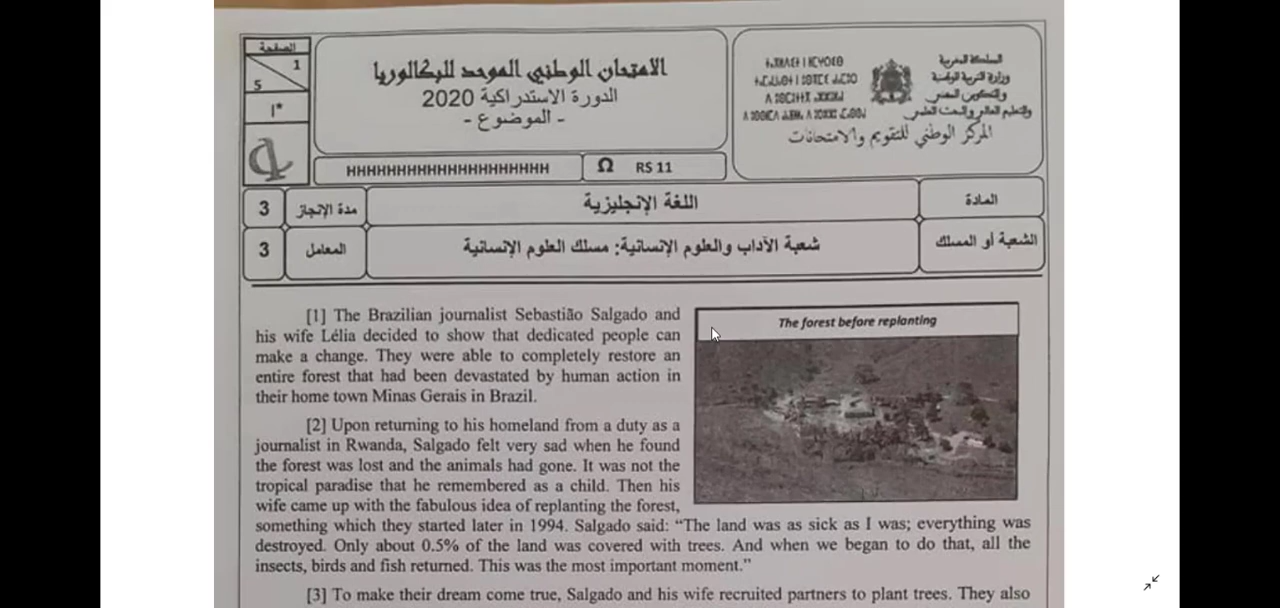 الصفحة
1
5
*I
الامتحان الوطني الموحد للبكالوريا
الدورة الاستدراكية 2020
- الموضوع -
HHHHHHHHHHHHHHHHHHHH
Ω RS 11
المملكة المغربية
وزارة التربية الوطنية
والتكوين المهني
والتعليم العالي والبحث العلمي
المركز الوطني للتقويم والامتحانات
المادة
اللغة الإنجليزية
مدة الإنجاز
3
الشعبة أو المسلك
شعبة الآداب والعلوم الإنسانية: مسلك العلوم الإنسانية
المعامل
3
[1] The Brazilian journalist Sebastião Salgado and
his wife Lélia decided to show that dedicated people can
make a change. They were able to completely restore an
entire forest that had been devastated by human action in
their home town Minas Gerais in Brazil.
The forest before replanting
[2] Upon returning to his homeland from a duty as a
journalist in Rwanda, Salgado felt very sad when he found
the forest was lost and the animals had gone. It was not the
tropical paradise that he remembered as a child. Then his
wife came up with the fabulous idea of replanting the forest,
something which they started later in 1994. Salgado said: “The land was as sick as I was; everything was
destroyed. Only about 0.5% of the land was covered with trees. And when we began to do that, all the
insects, birds and fish returned. This was the most important moment.”
[3] To make their dream come true, Salgado and his wife recruited partners to plant trees. They also